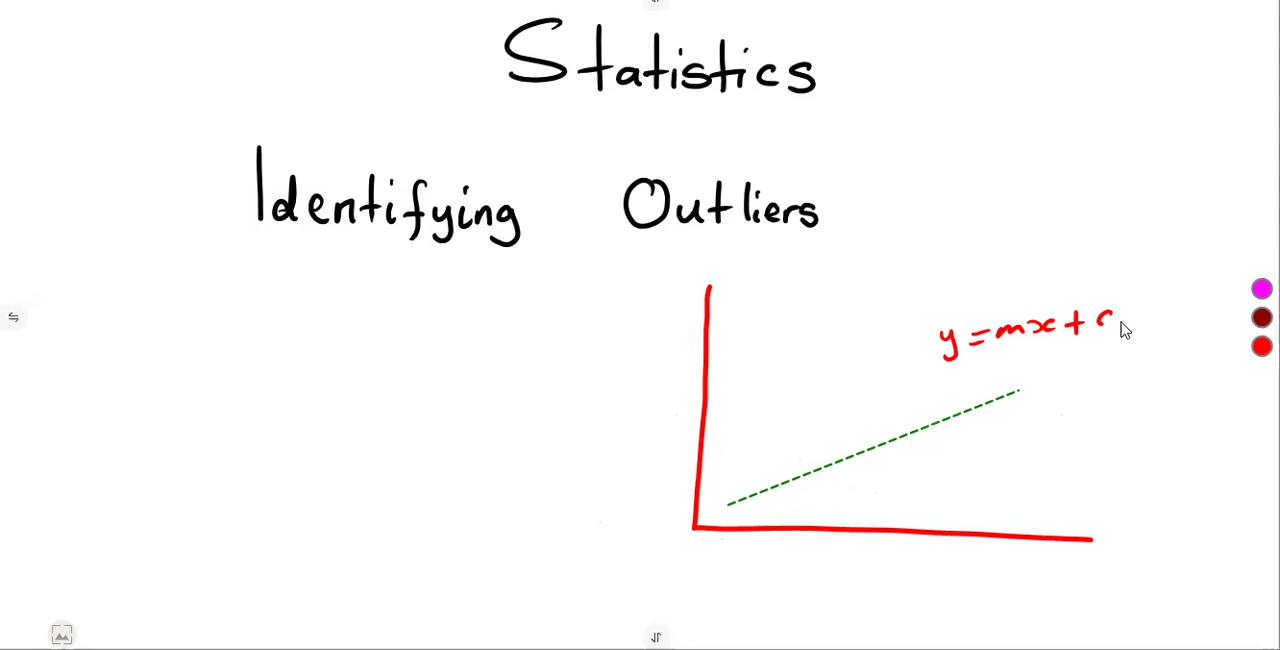 Statistics
Identifying Outliers
y = mx + c